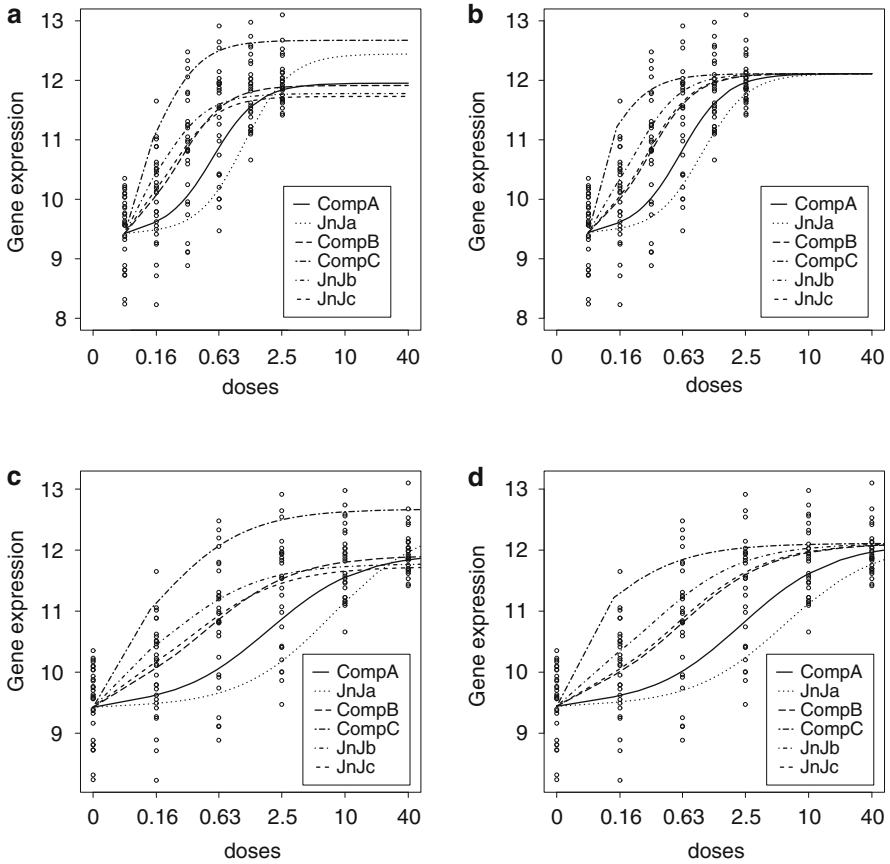 a
13
12
11
10
9
8
Gene expression
CompA
JnJa
CompB
CompC
JnJb
JnJc
0 0.16 0.63 2.5 10 40
doses
b
13
12
11
10
9
8
Gene expression
CompA
JnJa
CompB
CompC
JnJb
JnJc
0 0.16 0.63 2.5 10 40
doses
c
13
12
11
10
9
Gene expression
CompA
JnJa
CompB
CompC
JnJb
JnJc
0 0.16 0.63 2.5 10 40
doses
d
13
12
11
10
9
Gene expression
CompA
JnJa
CompB
CompC
JnJb
JnJc
0 0.16 0.63 2.5 10 40
doses